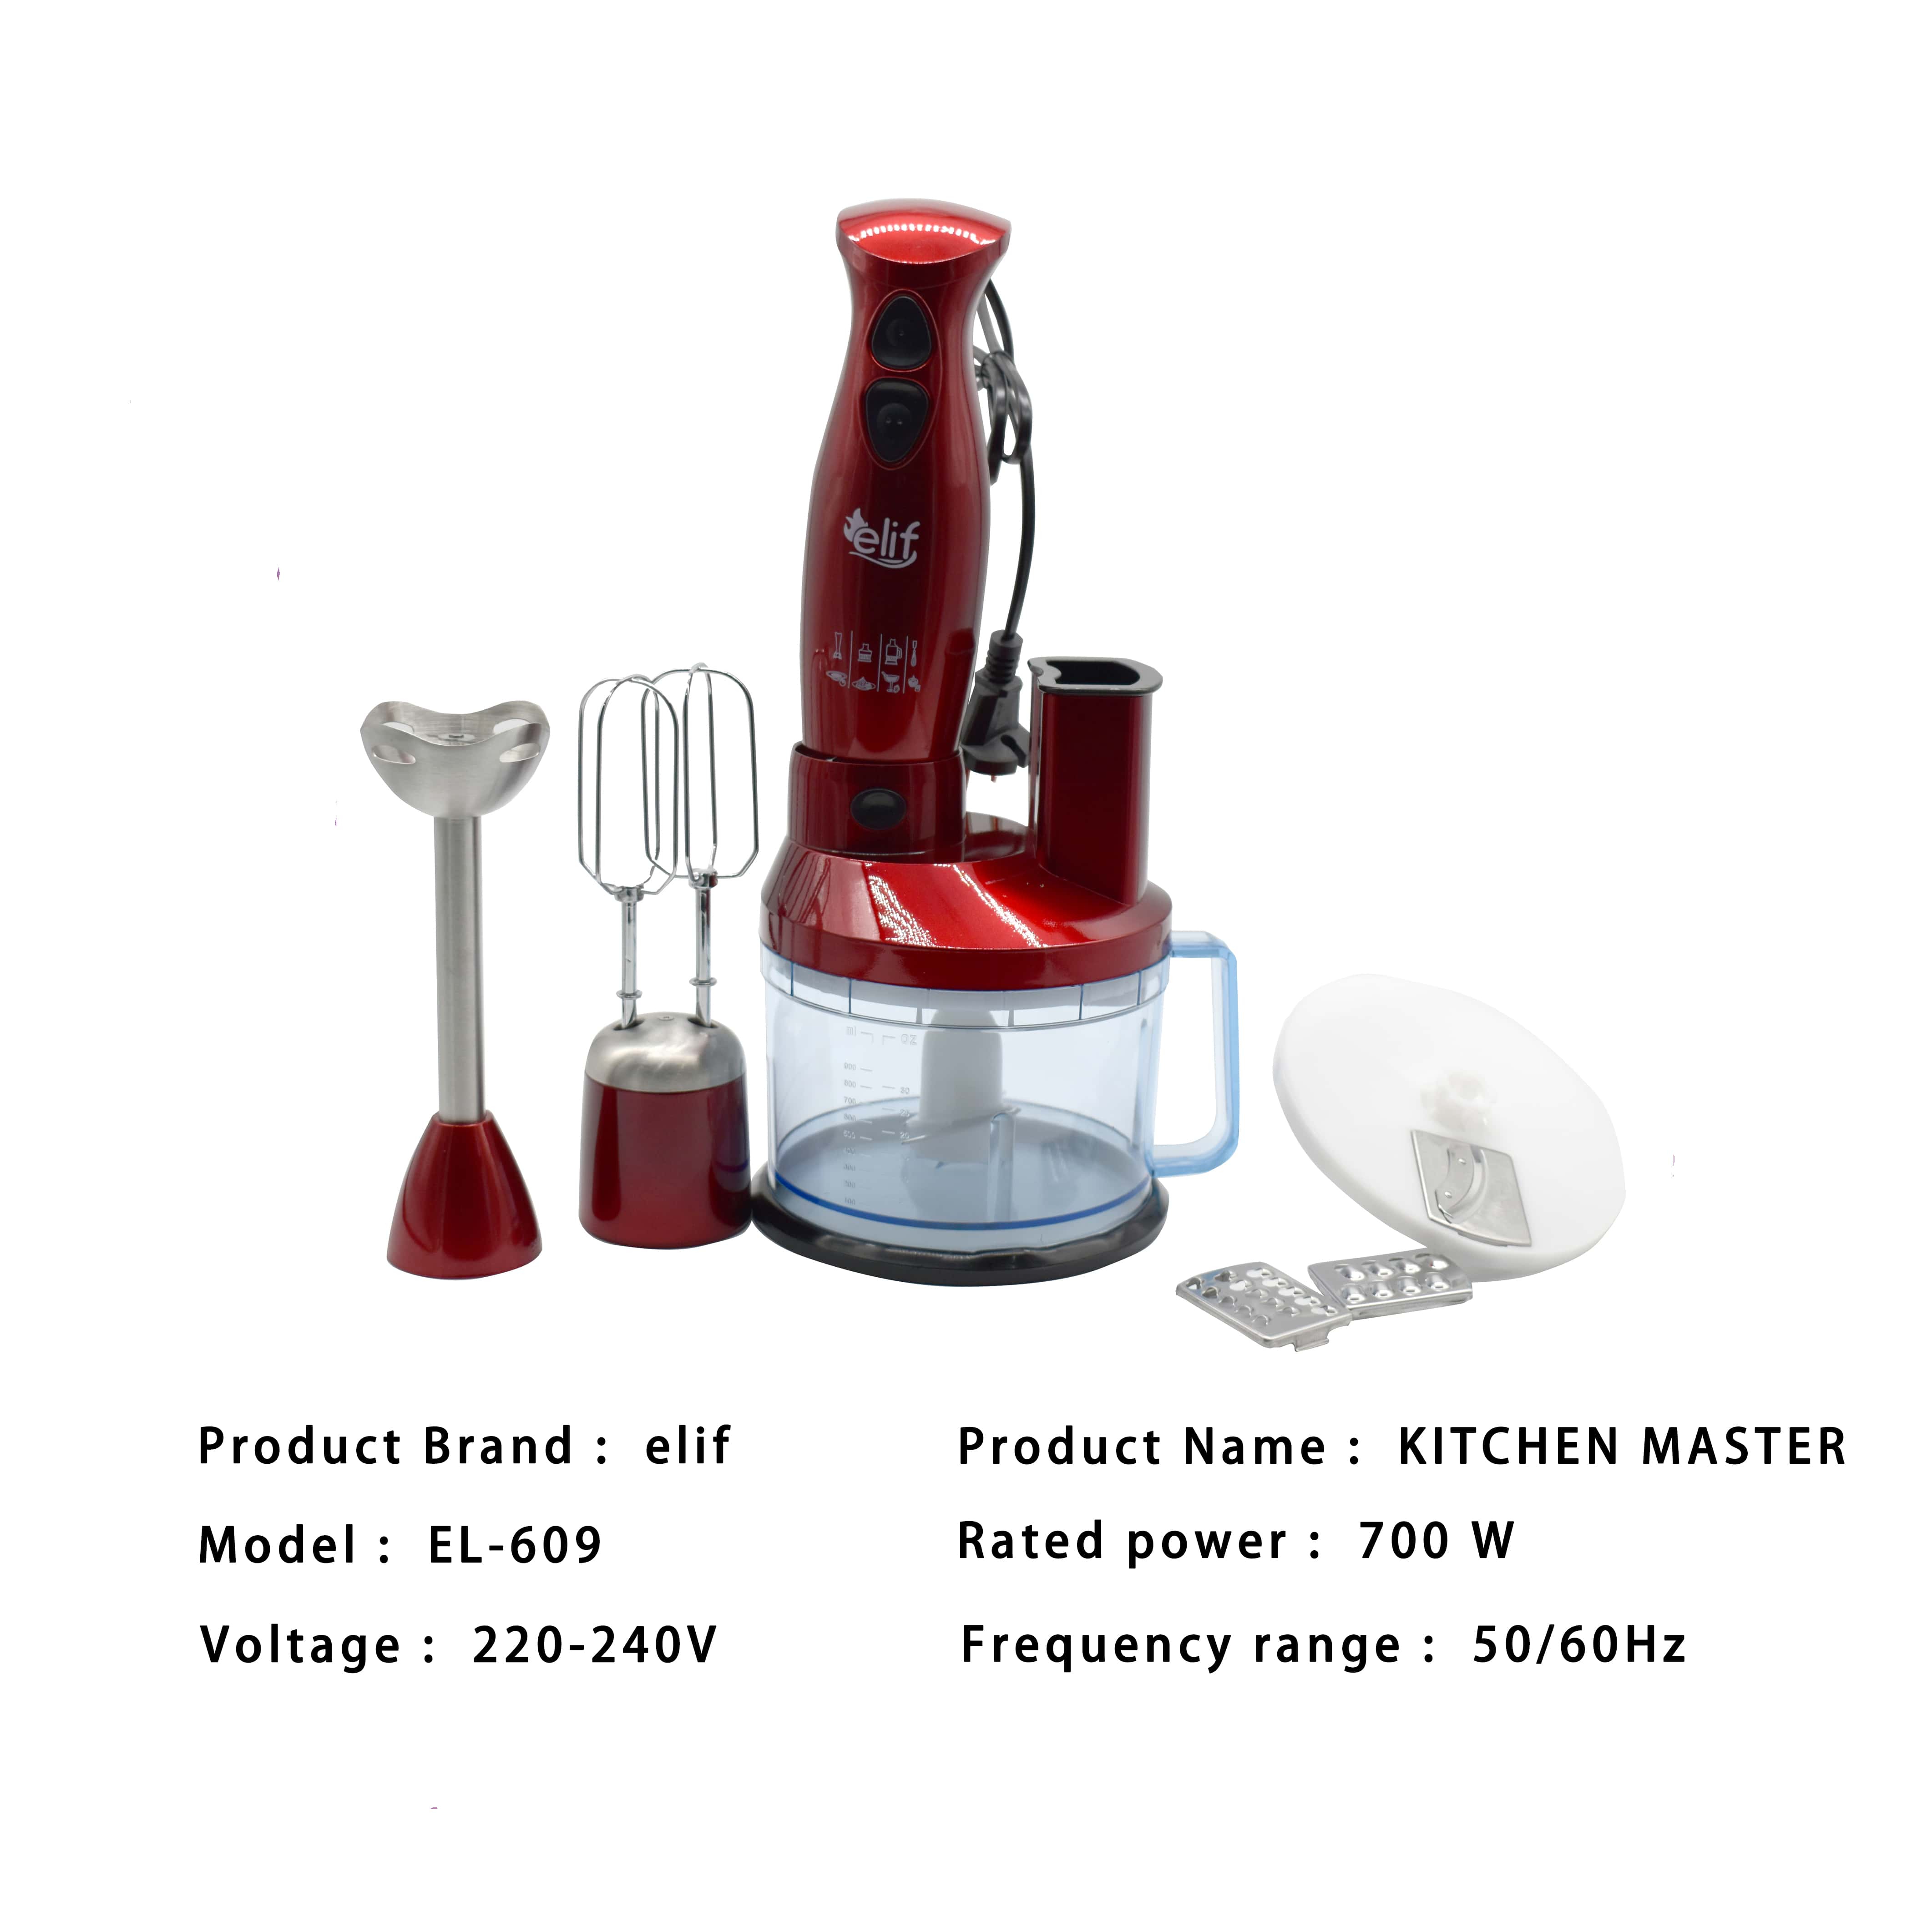 elif
Product Brand : elif
Product Name : KITCHEN MASTER
Model : EL-609
Rated power : 700 W
Voltage : 220-240V
Frequency range : 50/60Hz